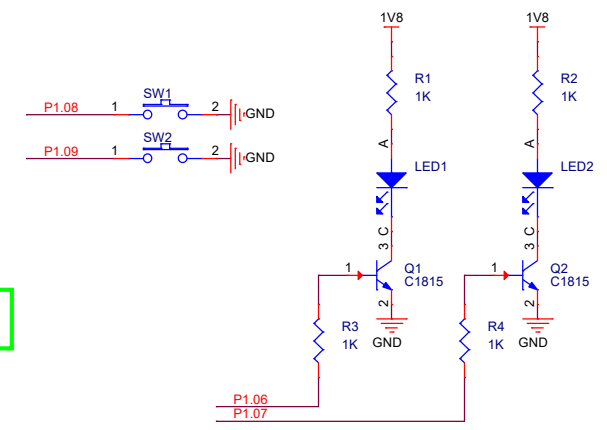 1V8 1V8
R1 1K
R2 1K
SW1
P1.08 1 2 GND
SW2
P1.09 1 2 GND
A A
LED1 LED2
C C
3 3
1 Q1 C1815
1 Q2 C1815
2 2
R3 1K GND
R4 1K GND
P1.06
P1.07